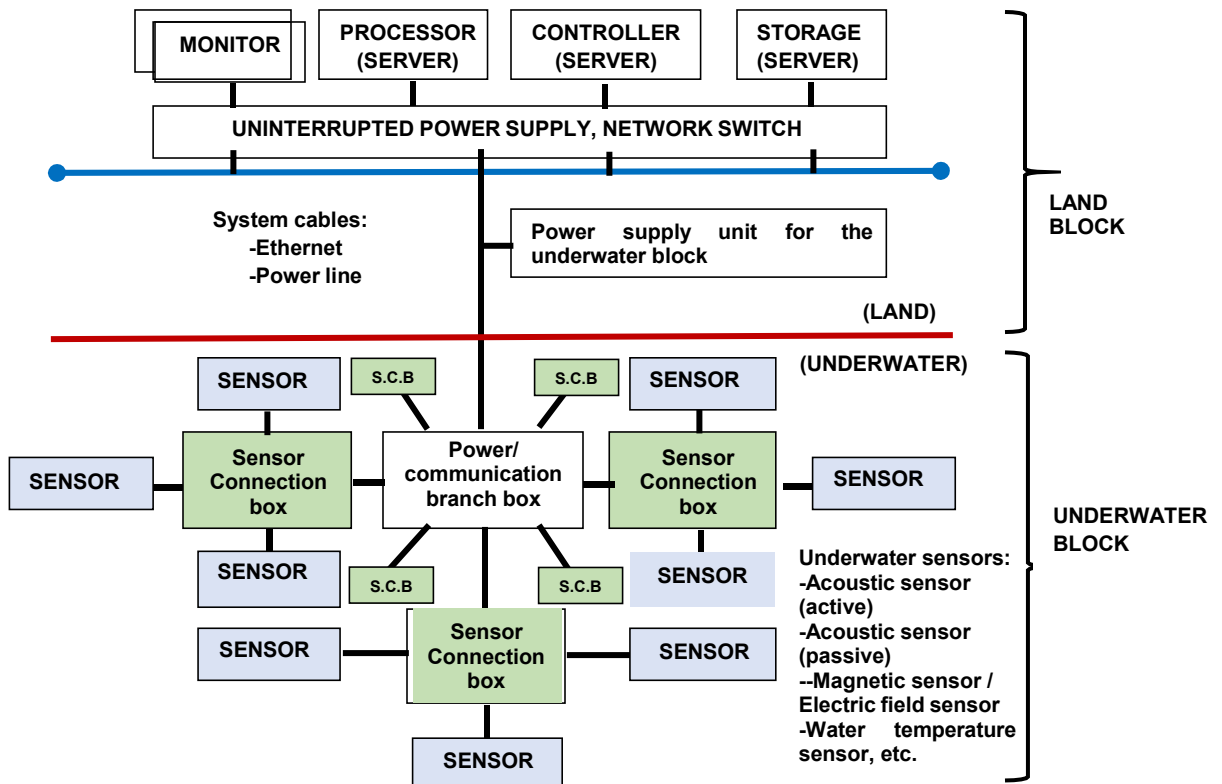 MONITOR
PROCESSOR
(SERVER)
CONTROLLER
(SERVER)
STORAGE
(SERVER)
UNINTERRUPTED POWER SUPPLY, NETWORK SWITCH
System cables:
-Ethernet
-Power line
Power supply unit for the
underwater block
LAND
BLOCK
(LAND)
(UNDERWATER)
SENSOR
S.C.B
S.C.B
SENSOR
SENSOR
Sensor
Connection
box
Power/
communication
branch box
Sensor
Connection
box
SENSOR
SENSOR
S.C.B
S.C.B
SENSOR
UNDERWATER
BLOCK
Underwater sensors:
-Acoustic sensor
(active)
-Acoustic sensor
(passive)
--Magnetic sensor /
Electric field sensor
-Water temperature
sensor, etc.
SENSOR
Sensor
Connection
box
SENSOR
SENSOR